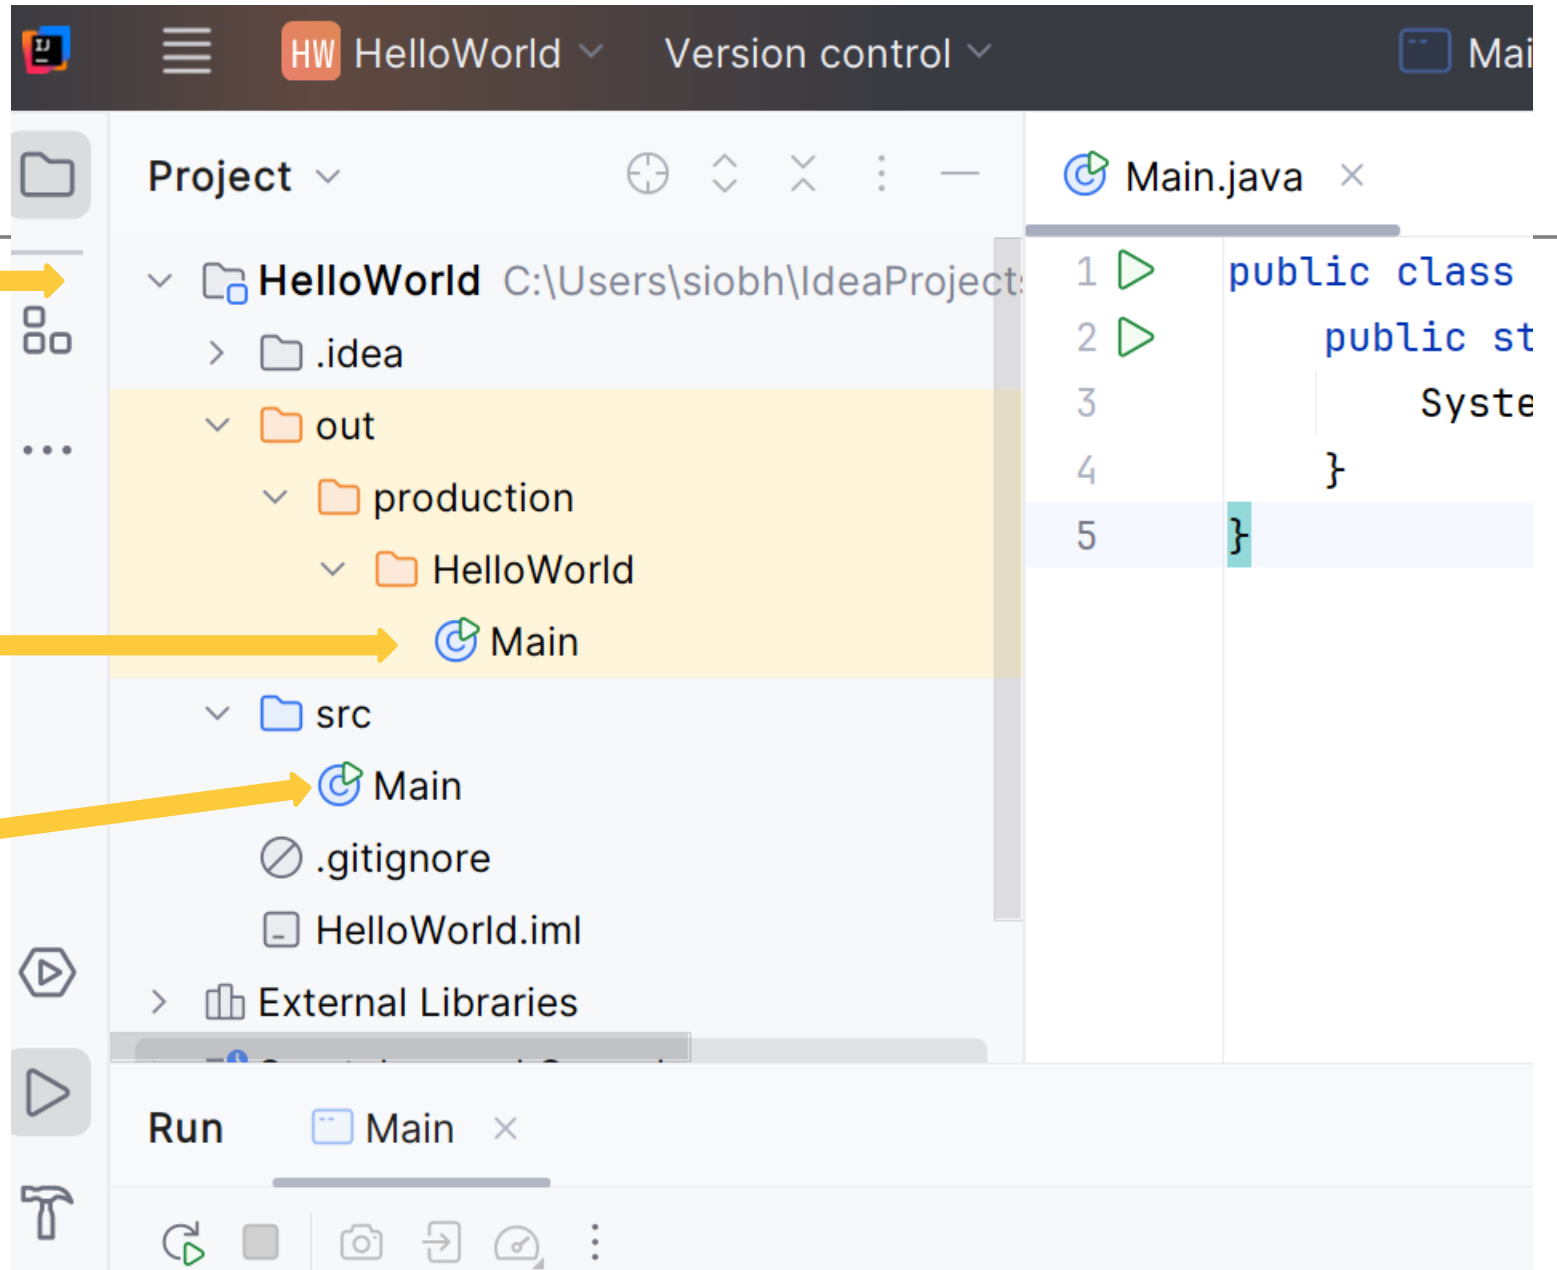 IJ
HW HelloWorld Version control Mai
Project
Main.java
HelloWorld C:\Users\siobh\IdeaProject
.idea
out
production
HelloWorld
Main
src
Main
.gitignore
HelloWorld.iml
External Libraries
1 public class
2 public st
3 Syste
4 }
5 }
Run Main